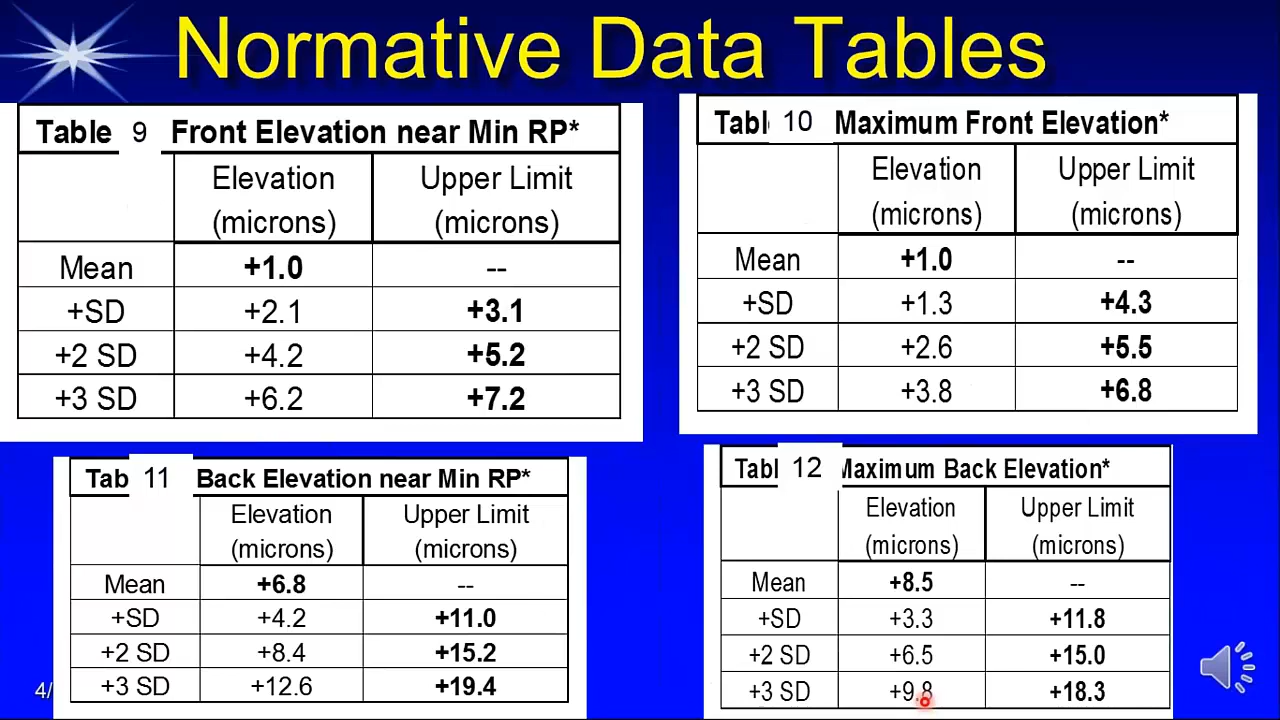 Normative Data Tables
Table 9 Front Elevation near Min RP*
Elevation (microns) Upper Limit (microns)
Mean +1.0 --
+SD +2.1 +3.1
+2 SD +4.2 +5.2
+3 SD +6.2 +7.2
Tabl 10 Maximum Front Elevation*
Elevation (microns) Upper Limit (microns)
Mean +1.0 --
+SD +1.3 +4.3
+2 SD +2.6 +5.5
+3 SD +3.8 +6.8
Tab 11 Back Elevation near Min RP*
Elevation (microns) Upper Limit (microns)
Mean +6.8 --
+SD +4.2 +11.0
+2 SD +8.4 +15.2
+3 SD +12.6 +19.4
Tabl 12 Maximum Back Elevation*
Elevation (microns) Upper Limit (microns)
Mean +8.5 --
+SD +3.3 +11.8
+2 SD +6.5 +15.0
+3 SD +9.8 +18.3
4/